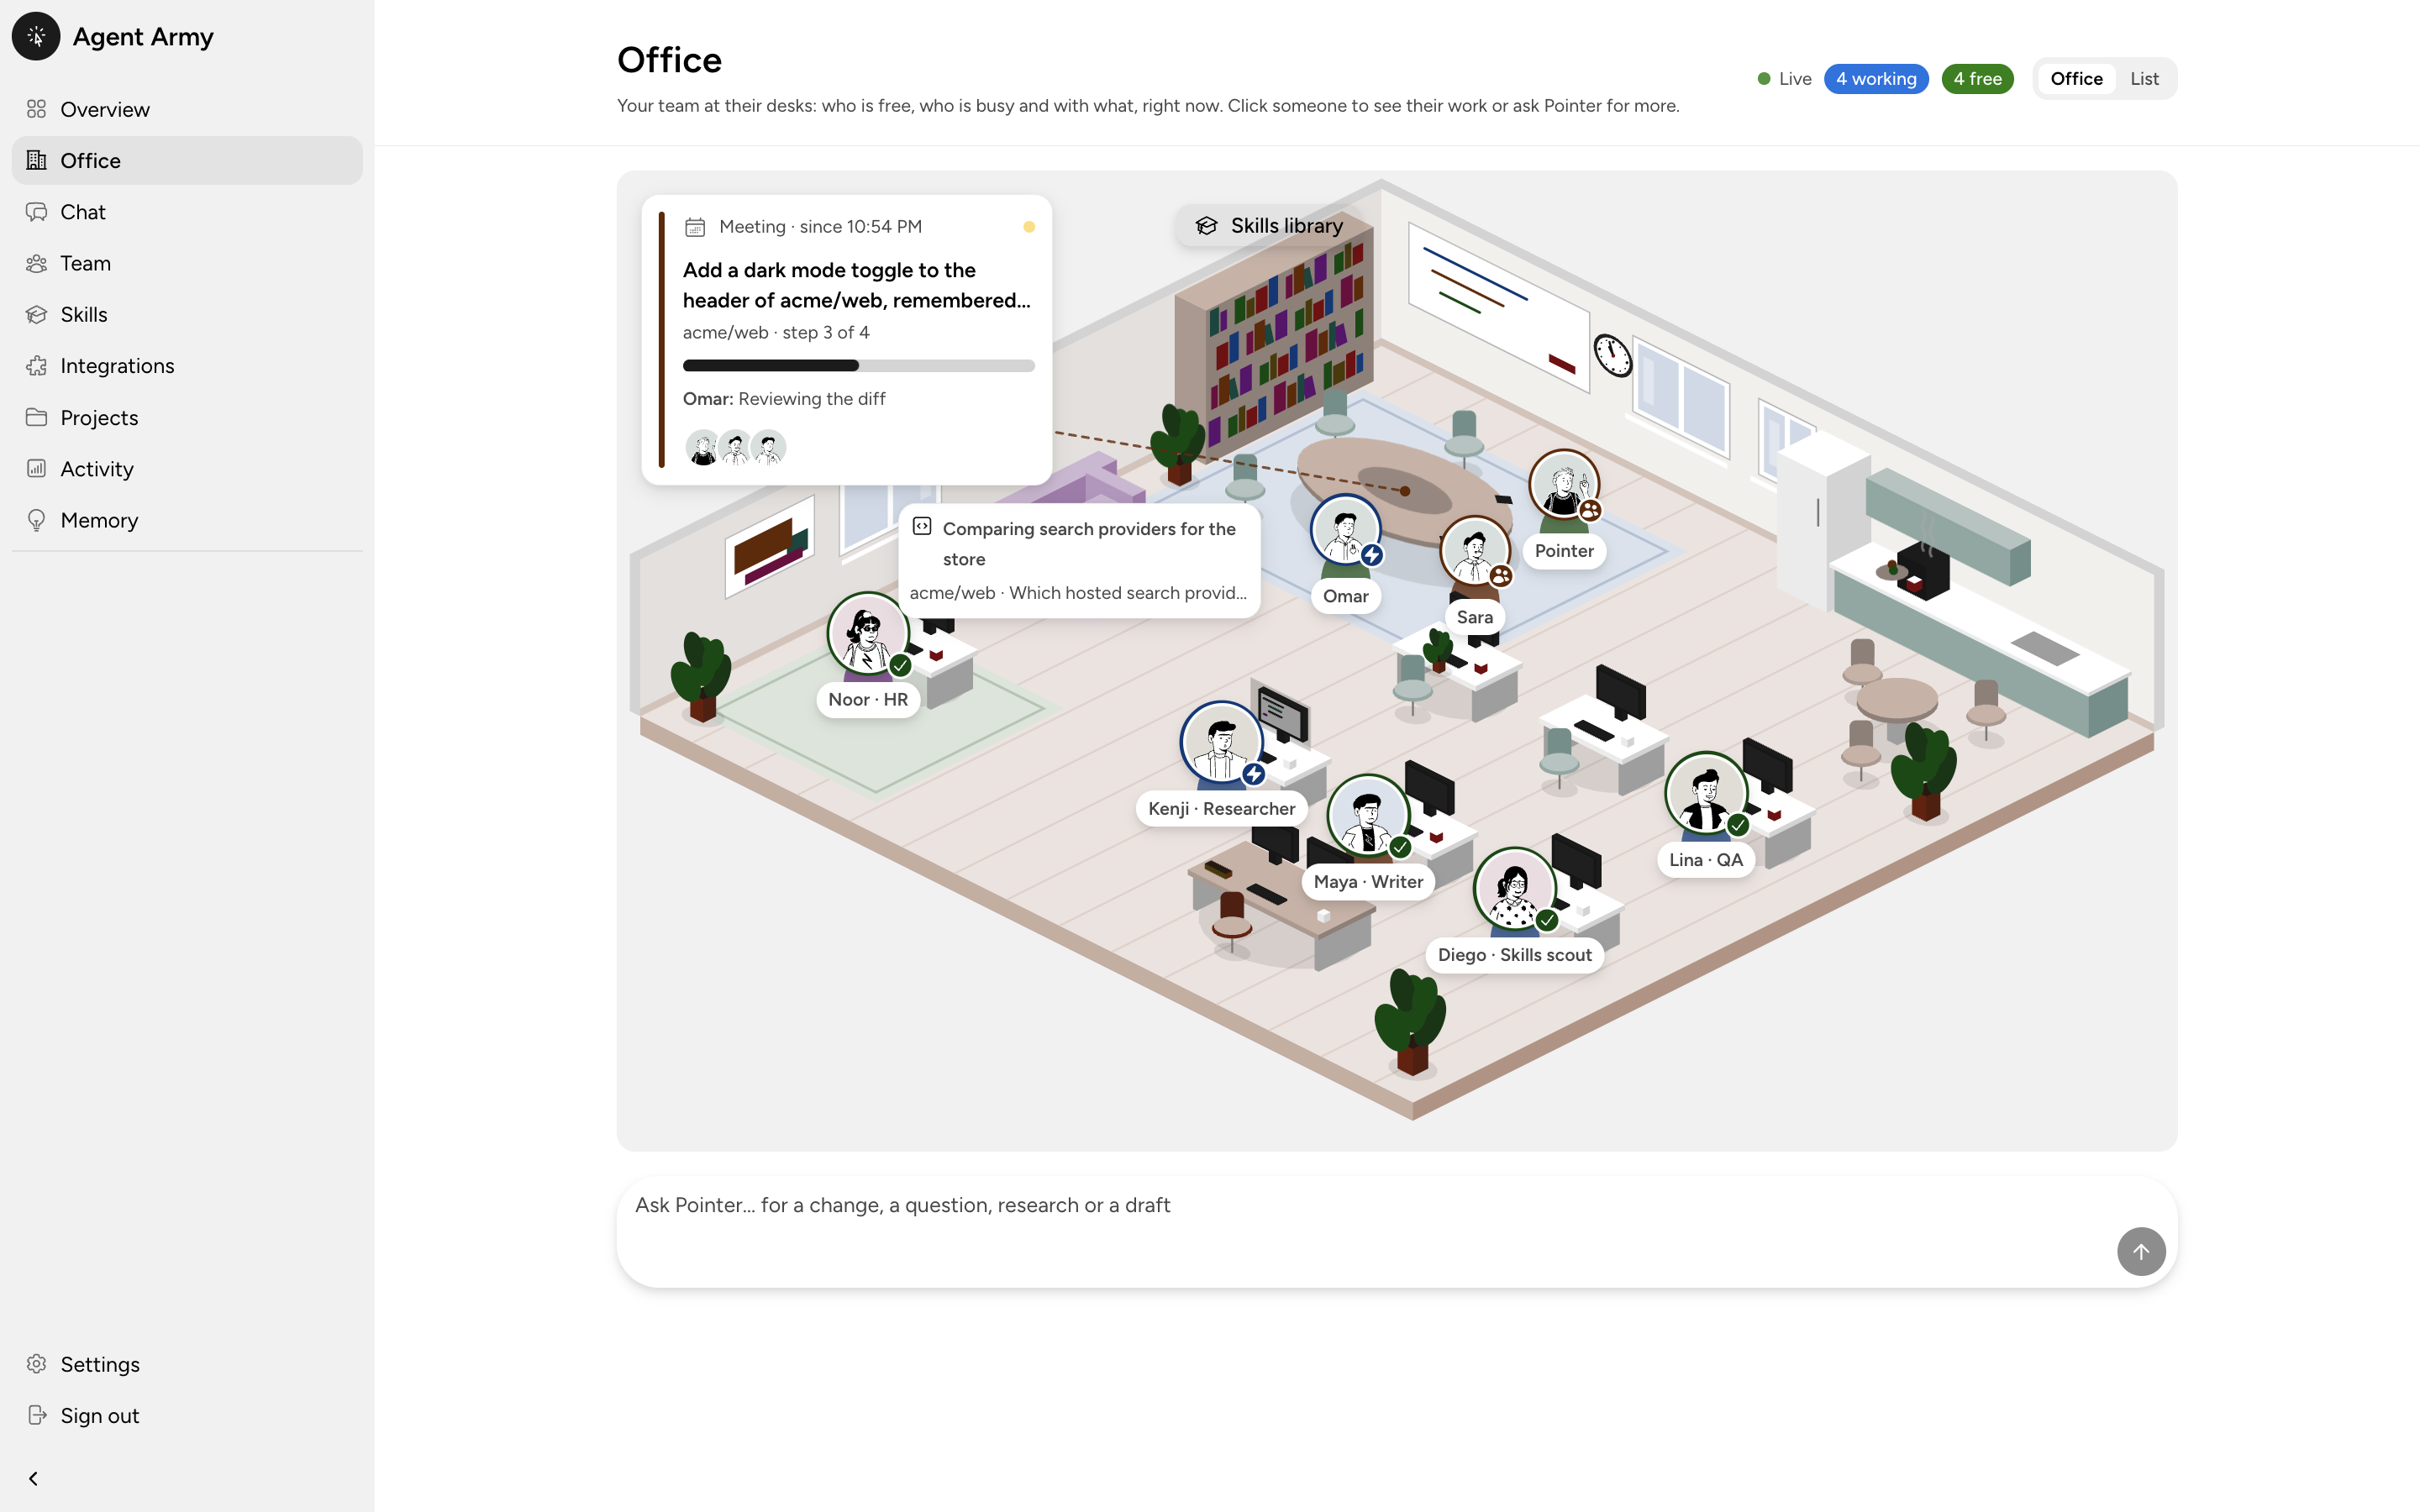 Agent Army
Overview
Office
Chat
Team
Skills
Integrations
Projects
Activity
Memory
Settings
Sign out
Office
Your team at their desks: who is free, who is busy and with what, right now. Click someone to see their work or ask Pointer for more.
Live
4 working
4 free
Office
List
Meeting · since 10:54 PM
Add a dark mode toggle to the
header of acme/web, remembered...
acme/web · step 3 of 4
Omar: Reviewing the diff
Skills library
Comparing search providers for the
store
acme/web · Which hosted search provid...
Pointer
Omar
Sara
Noor · HR
Kenji · Researcher
Maya · Writer
Lina · QA
Diego · Skills scout
Ask Pointer... for a change, a question, research or a draft